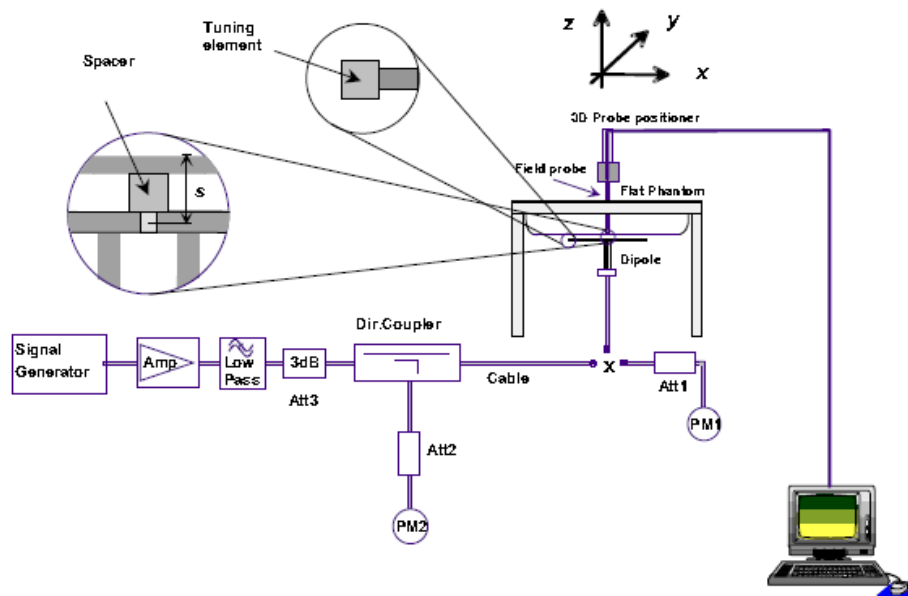 Tuning
element
Spacer
s
z
y
x
3D Probe positioner
Field probe
Flat Phantom
Dipole
Dir.Coupler
Signal
Generator
Amp
Low
Pass
3dB
Att3
Cable
x
Att1
PM1
Att2
PM2